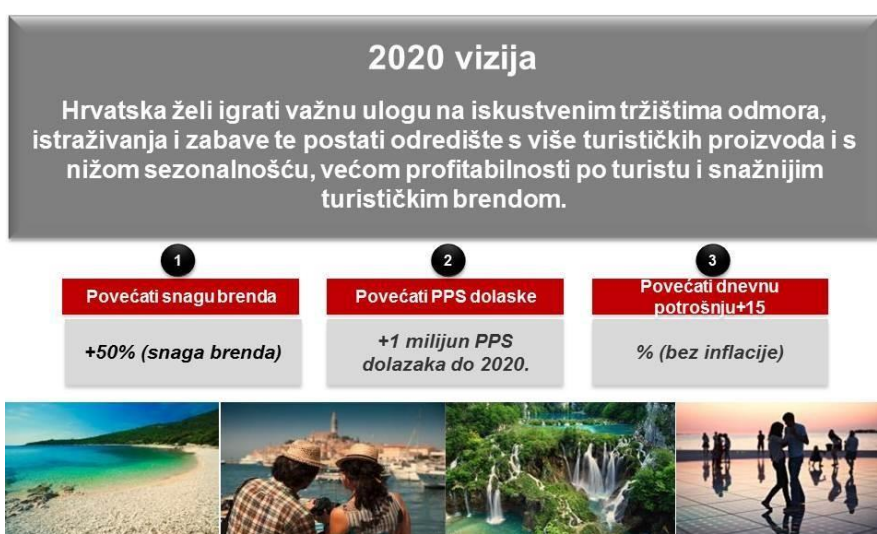 2020 vizija
Hrvatska želi igrati važnu ulogu na iskustvenim tržištima odmora,
istraživanja i zabave te postati odredište s više turističkih proizvoda i s
nižom sezonalnošću, većom profitabilnosti po turistu i snažnijim
turističkim brendom.
1
Povećati snagu brenda
+50% (snaga brenda)
2
Povećati PPS dolaske
+1 milijun PPS
dolazaka do 2020.
3
Povećati dnevnu
potrošnju+15
% (bez inflacije)